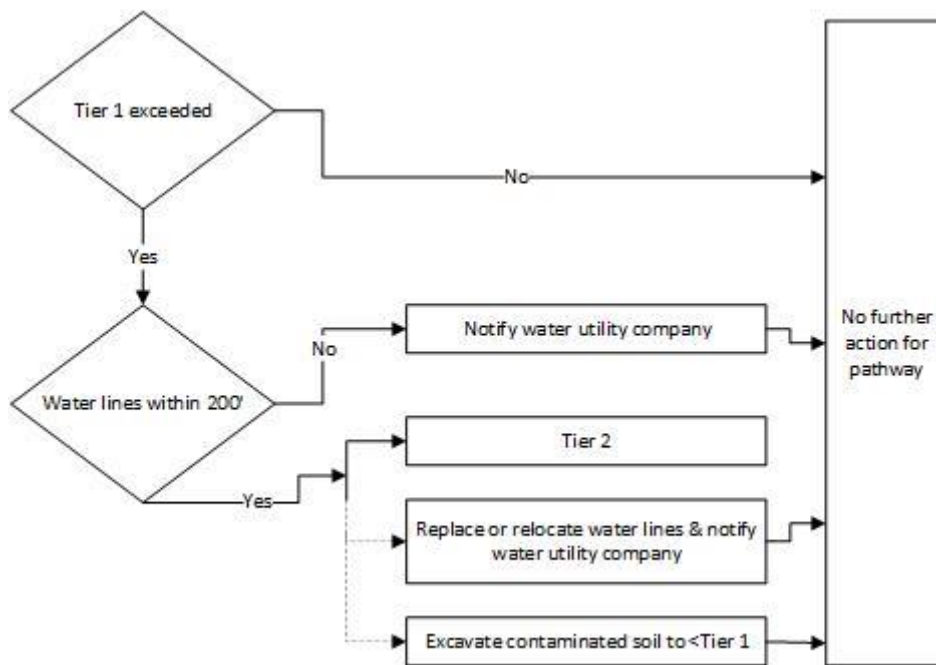 Tier 1 exceeded
No
Yes
Notify water utility company
No
Water lines within 200'
No further
action for
pathway
Tier 2
Yes
Replace or relocate water lines & notify
water utility company
Excavate contaminated soil to <Tier 1